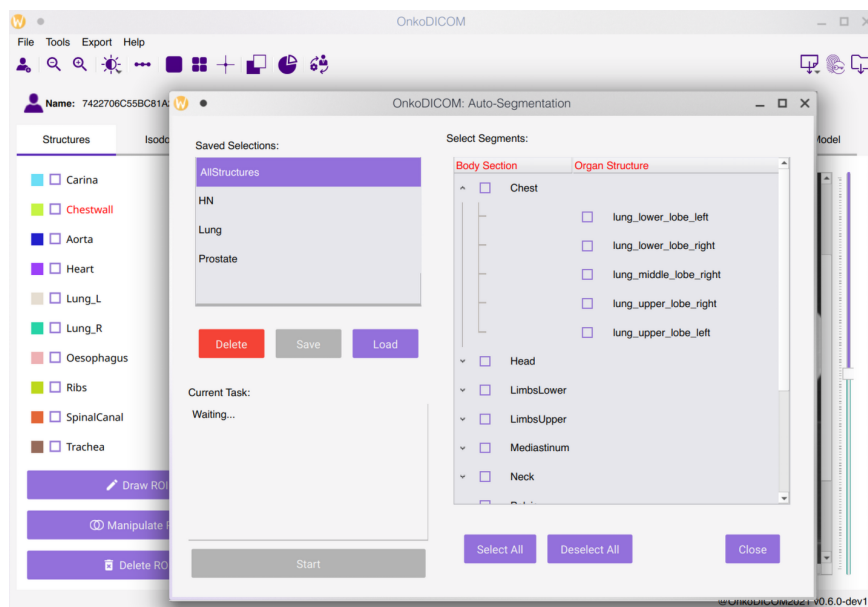 OnkoDICOM
File Tools Export Help
Name: 7422706C55BC81A
OnkoDICOM: Auto-Segmentation
Structures
Carina
Chestwall
Aorta
Heart
Lung_L
Lung_R
Oesophagus
Ribs
SpinalCanal
Trachea
Draw ROI
Manipulate
Delete RO
Saved Selections:
AllStructures
HN
Lung
Prostate
Delete Save Load
Current Task:
Waiting...
Start
Select Segments:
Body Section Organ Structure
Chest
lung_lower_lobe_left
lung_lower_lobe_right
lung_middle_lobe_right
lung_upper_lobe_right
lung_upper_lobe_left
Head
LimbsLower
LimbsUpper
Mediastinum
Neck
Select All Deselect All Close
@OnkoDICOM2021 v0.6.0-dev1